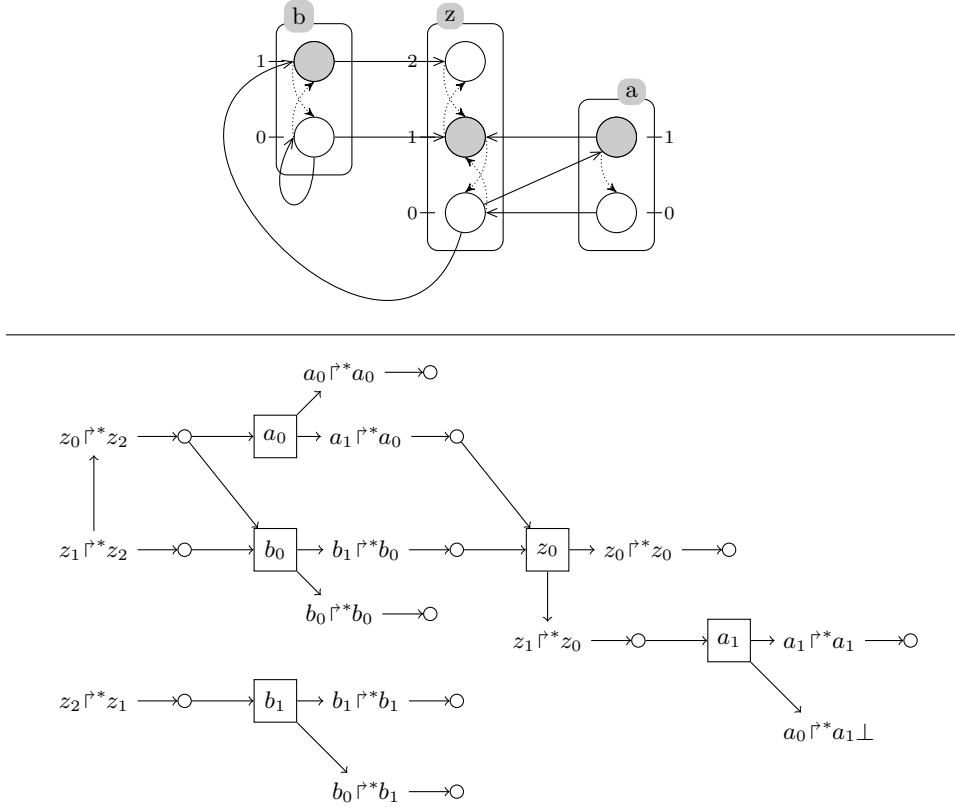 b z
1 2
a
0 1 1
0 0
a₀ ↱* a₀
z₀ ↱* z₂ a₀ a₁ ↱* a₀
z₁ ↱* z₂ b₀ b₁ ↱* b₀ z₀ z₀ ↱* z₀
b₀ ↱* b₀
z₁ ↱* z₀ a₁ a₁ ↱* a₁
z₂ ↱* z₁ b₁ b₁ ↱* b₁
a₀ ↱* a₁⊥
b₀ ↱* b₁